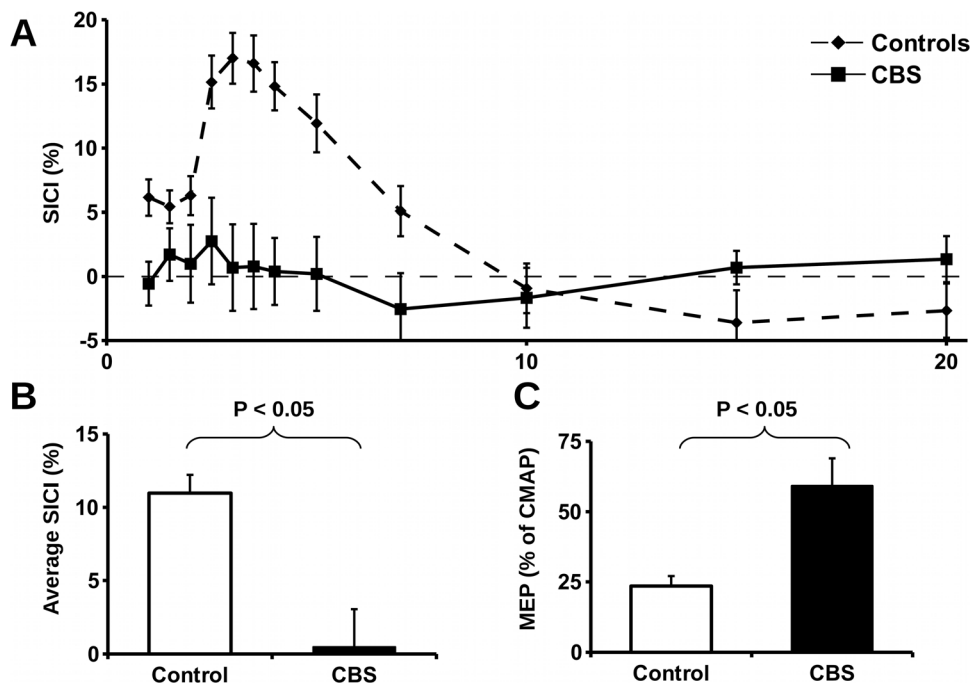 A
20
15
10
5
0
-5
SICI (%)
Controls
CBS
0
10
20
B
P < 0.05
15
10
5
0
Average SICI (%)
Control
CBS
C
P < 0.05
75
50
25
0
MEP (% of CMAP)
Control
CBS